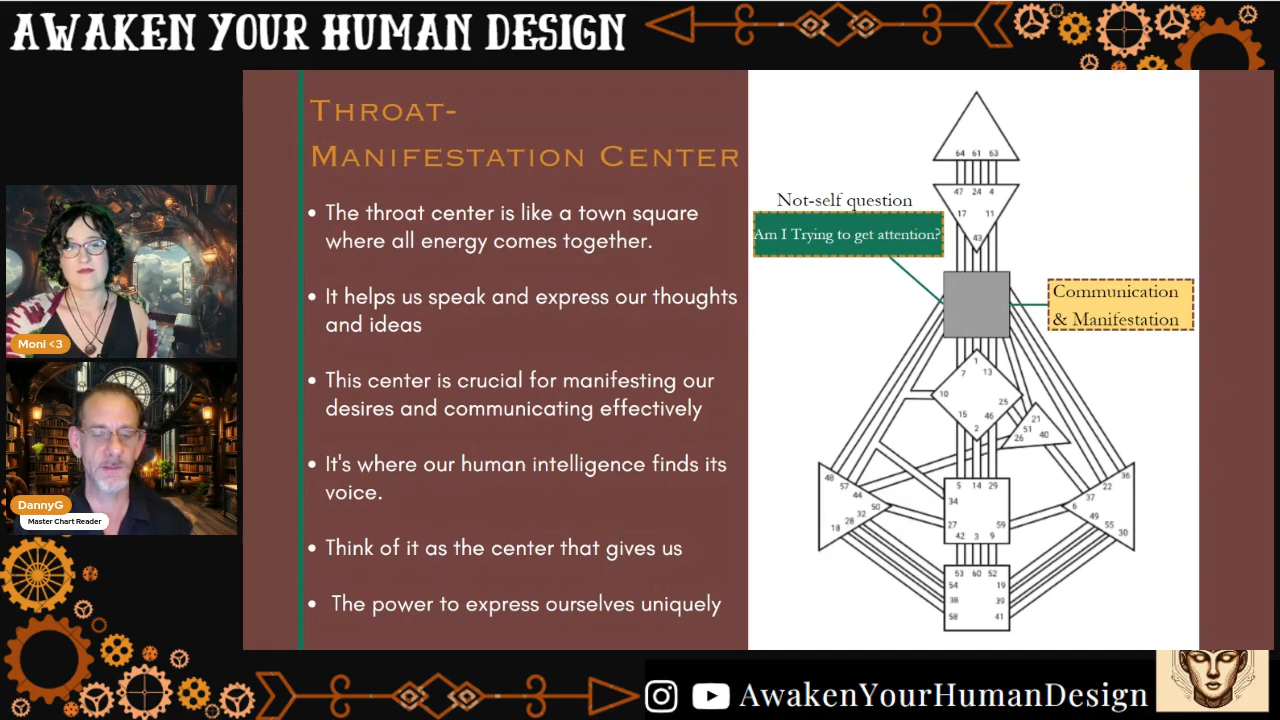 AWAKEN YOUR HUMAN DESIGN
Throat-
Manifestation Center
• The throat center is like a town square
where all energy comes together.
• It helps us speak and express our thoughts
and ideas
• This center is crucial for manifesting our
desires and communicating effectively
• It's where our human intelligence finds its
voice.
• Think of it as the center that gives us
• The power to express ourselves uniquely
Not-self question
Am I Trying to get attention?
Communication
& Manifestation
64 61 63
47 24 4
17 11
43
1
7 13
10
25
15 46
2
21
51
26 40
48
57
44
50
32
28
18
36
22
37
6
49
55
30
5 14 29
34
27 59
42 3 9
53 60 52
54 19
38 39
58 41
Moni <3
DannyG
Master Chart Reader
AwakenYourHumanDesign